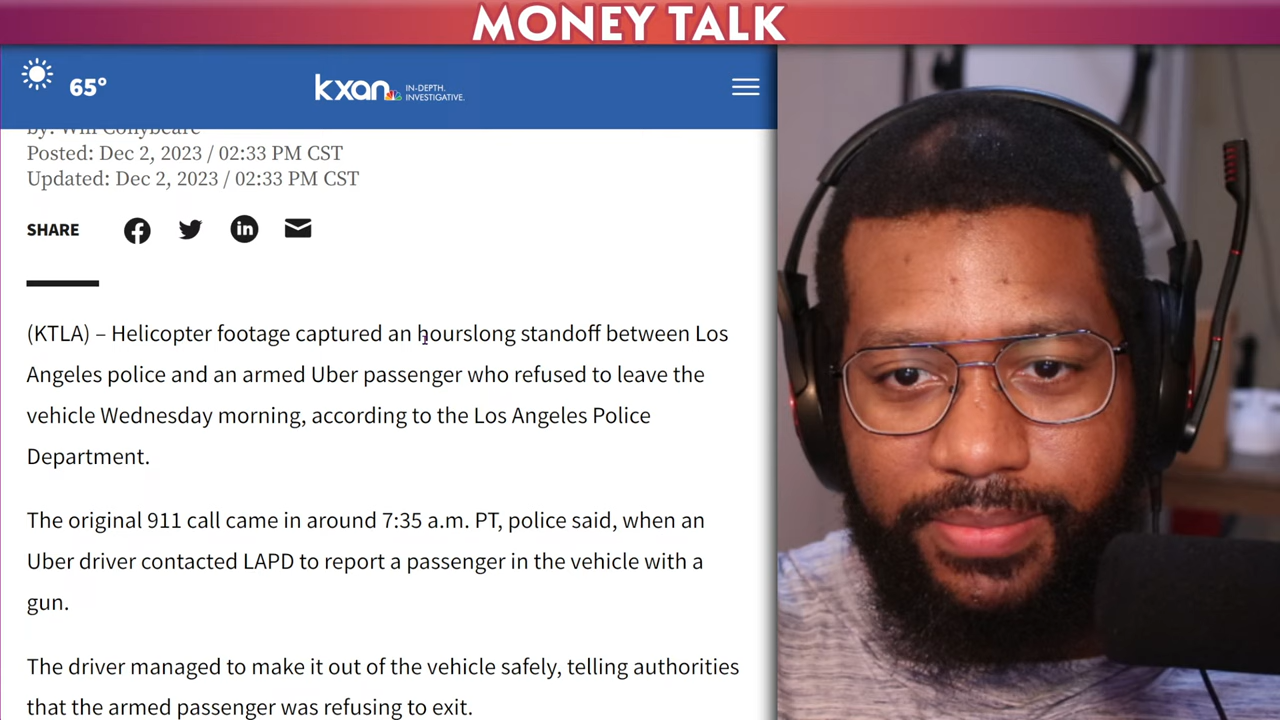 MONEY TALK
65°
kxan IN-DEPTH.
INVESTIGATIVE.
by: Will Conybeare
Posted: Dec 2, 2023 / 02:33 PM CST
Updated: Dec 2, 2023 / 02:33 PM CST
SHARE
(KTLA) – Helicopter footage captured an hourslong standoff between Los
Angeles police and an armed Uber passenger who refused to leave the
vehicle Wednesday morning, according to the Los Angeles Police
Department.
The original 911 call came in around 7:35 a.m. PT, police said, when an
Uber driver contacted LAPD to report a passenger in the vehicle with a
gun.
The driver managed to make it out of the vehicle safely, telling authorities
that the armed passenger was refusing to exit.